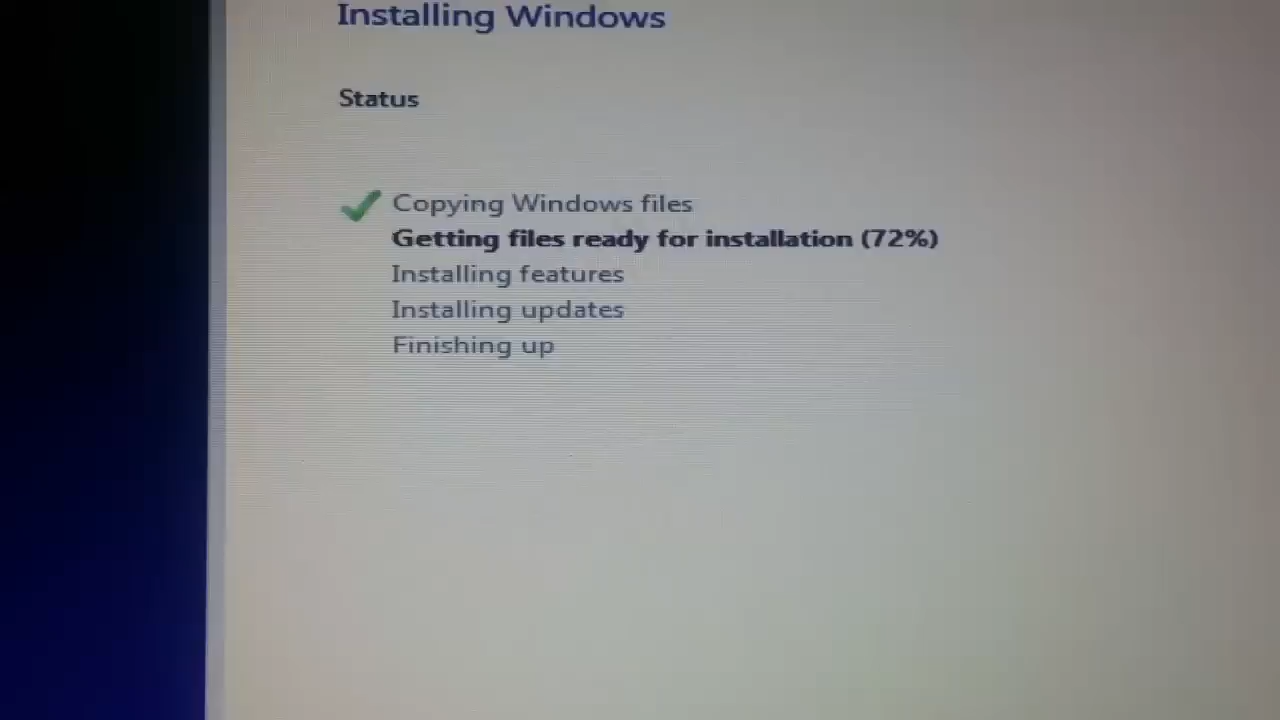 Installing Windows
Status
Copying Windows files
Getting files ready for installation (72%)
Installing features
Installing updates
Finishing up